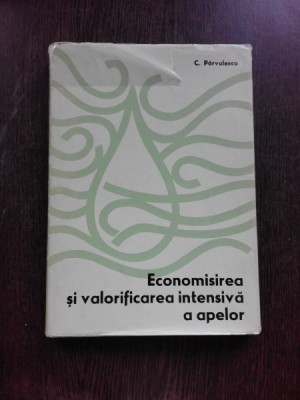 C. Pârvulescu
Economisirea
și valorificarea intensivă
a apelor